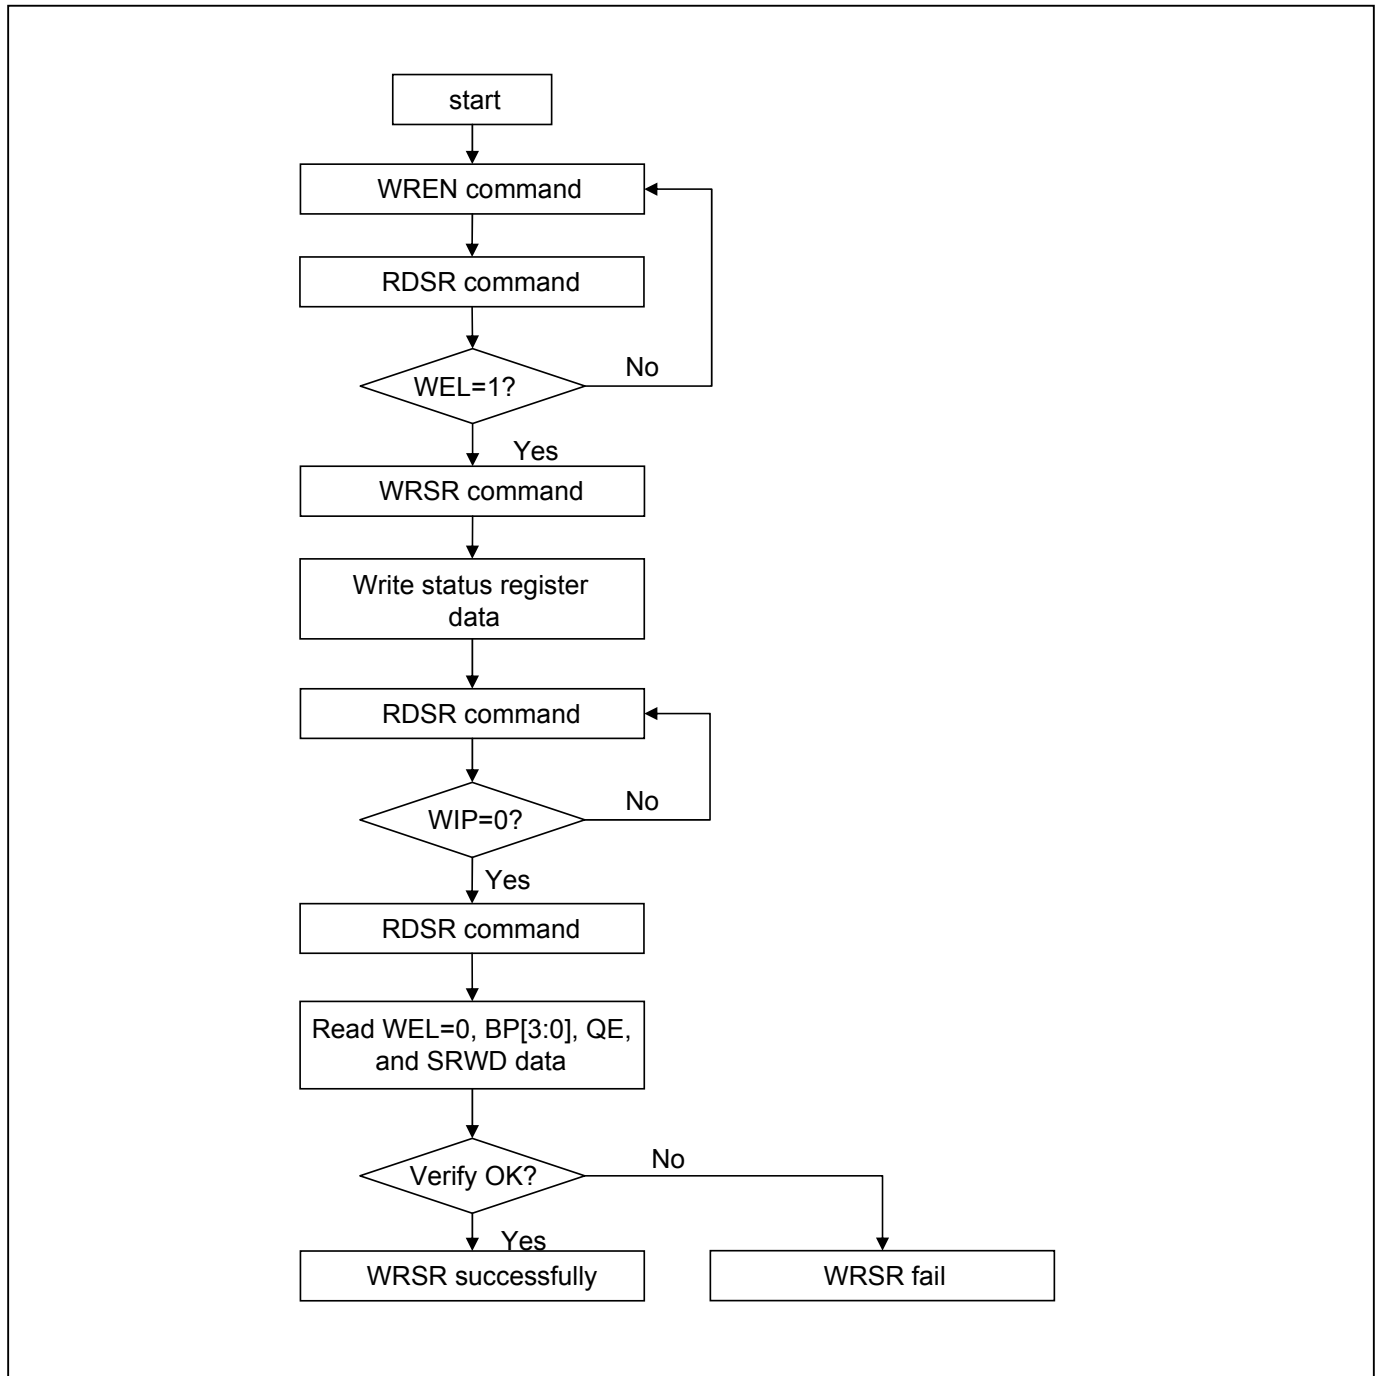 start
WREN command
RDSR command
WEL=1?
No
Yes
WRSR command
Write status register
data
RDSR command
WIP=0?
No
Yes
RDSR command
Read WEL=0, BP[3:0], QE,
and SRWD data
Verify OK?
No
Yes
WRSR successfully
WRSR fail